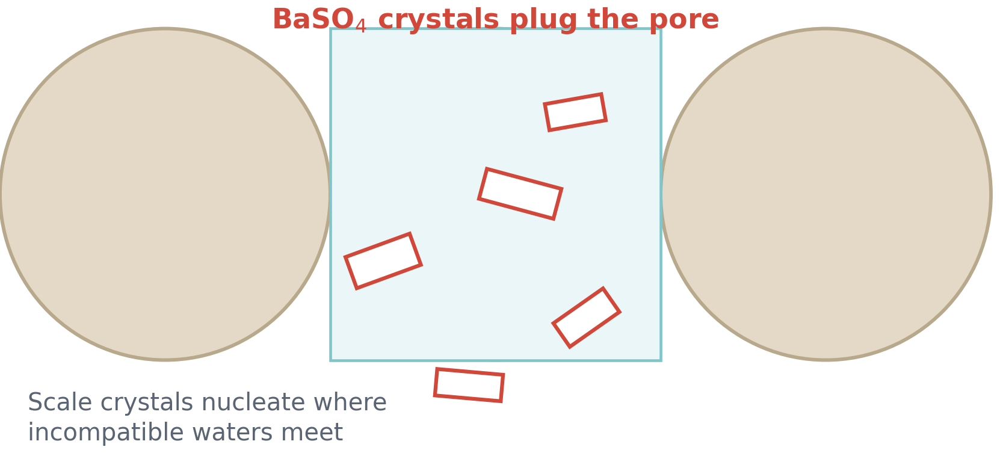 BaSO₄ crystals plug the pore
Scale crystals nucleate where
incompatible waters meet